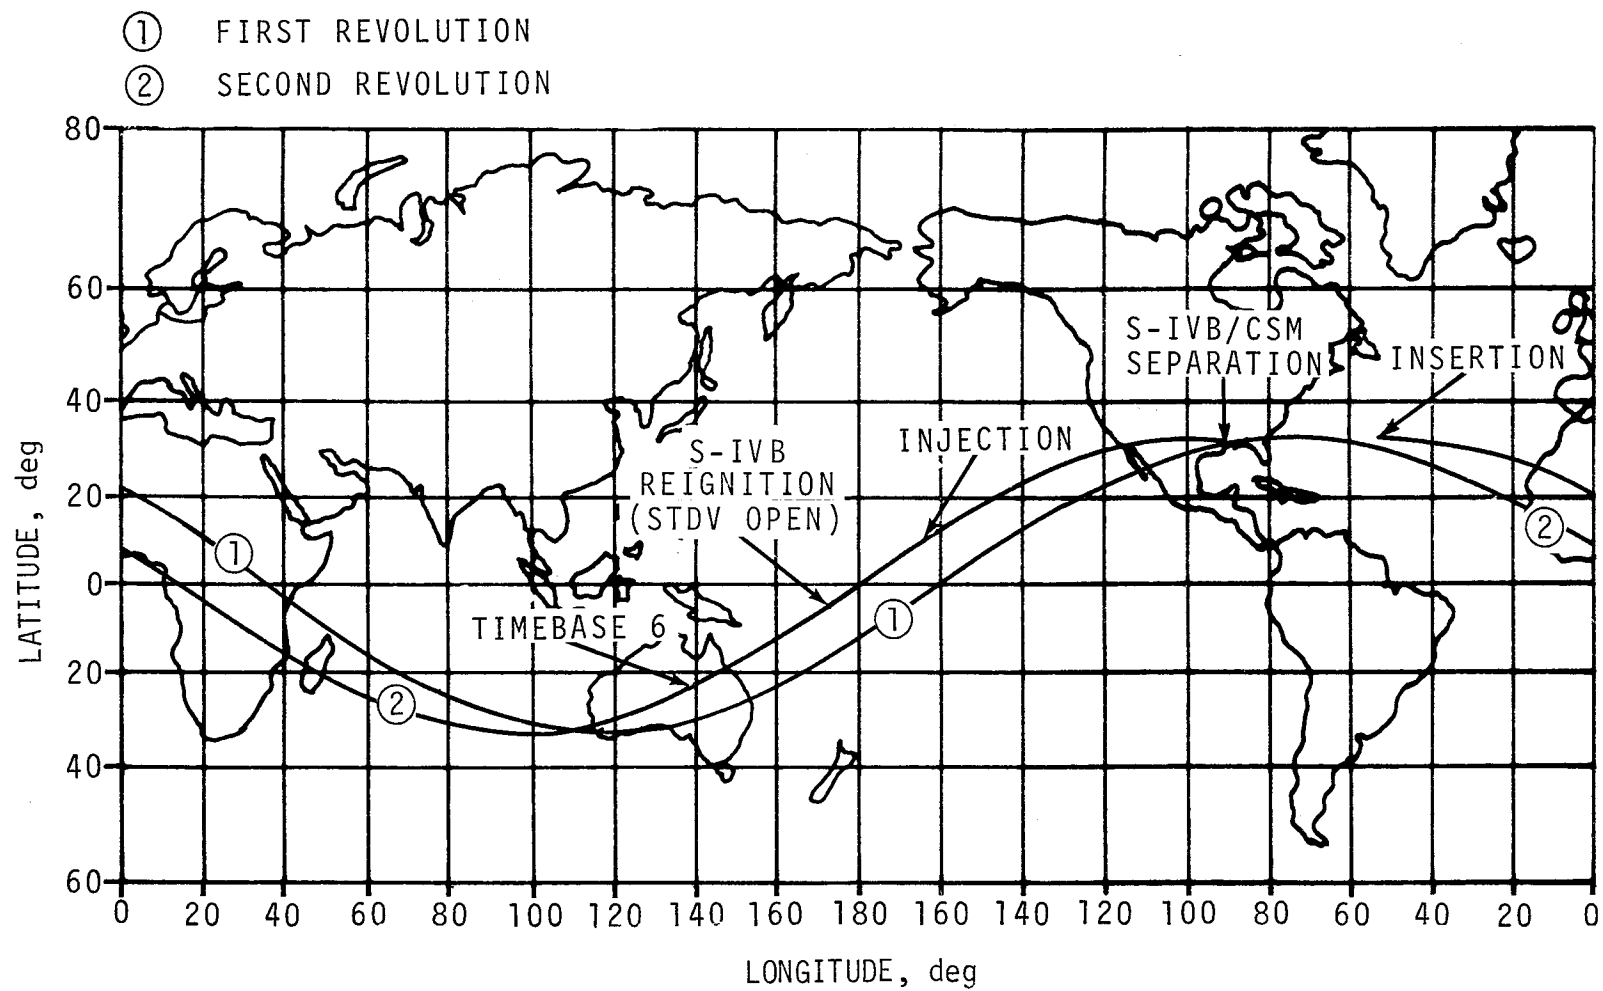 1 FIRST REVOLUTION
2 SECOND REVOLUTION
80
60
40
20
0
20
40
60
LATITUDE, deg
S-IVB/CSM
SEPARATION
INSERTION
INJECTION
S-IVB
REIGNITION
(STDV OPEN)
TIMEBASE 6
1
2
1
2
0 20 40 60 80 100 120 140 160 180 160 140 120 100 80 60 40 20 0
LONGITUDE, deg